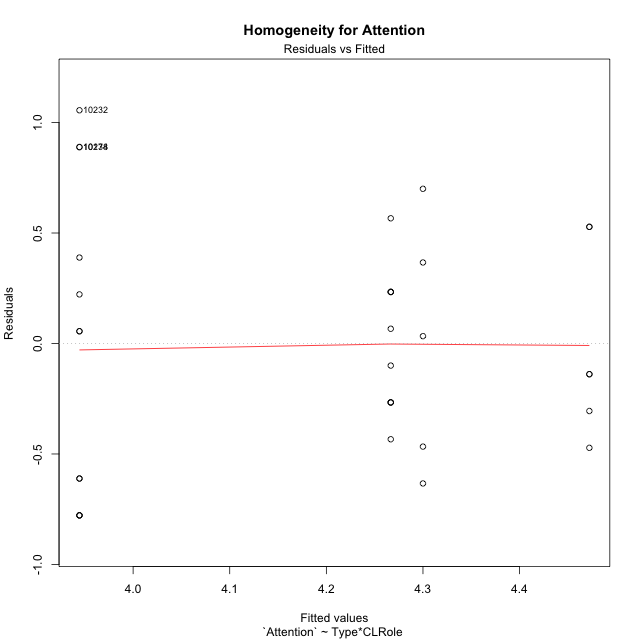 Homogeneity for Attention
Residuals vs Fitted
10232
1.0
0.5
0.0
-0.5
-1.0
Residuals
4.0 4.1 4.2 4.3 4.4
Fitted values
`Attention` ~ Type*CLRole